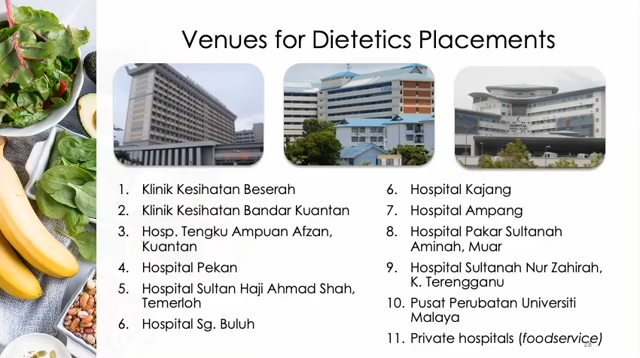 Venues for Dietetics Placements
1. Klinik Kesihatan Beserah
2. Klinik Kesihatan Bandar Kuantan
3. Hosp. Tengku Ampuan Afzan,
Kuantan
4. Hospital Pekan
5. Hospital Sultan Haji Ahmad Shah,
Temerloh
6. Hospital Sg. Buluh
6. Hospital Kajang
7. Hospital Ampang
8. Hospital Pakar Sultanah
Aminah, Muar
9. Hospital Sultanah Nur Zahirah,
K. Terengganu
10. Pusat Perubatan Universiti
Malaya
11. Private hospitals (foodservice)